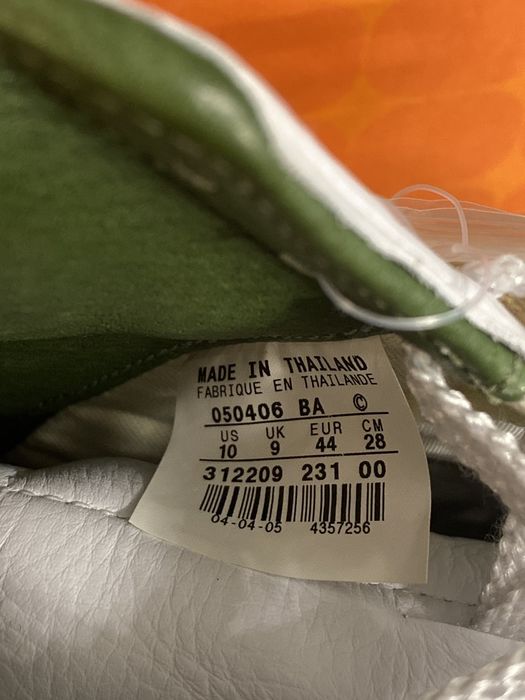 MADE IN THAILAND
FABRIQUE EN THAILANDE
050406 BA ©
US UK EUR CM
10 9 44 28
312209 231 00
04-04-05 4357256